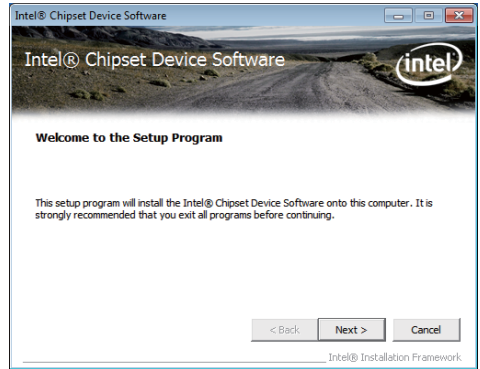 Intel® Chipset Device Software
Intel® Chipset Device Software
intel®
Welcome to the Setup Program
This setup program will install the Intel® Chipset Device Software onto this computer. It is
strongly recommended that you exit all programs before continuing.
< Back Next > Cancel
Intel® Installation Framework